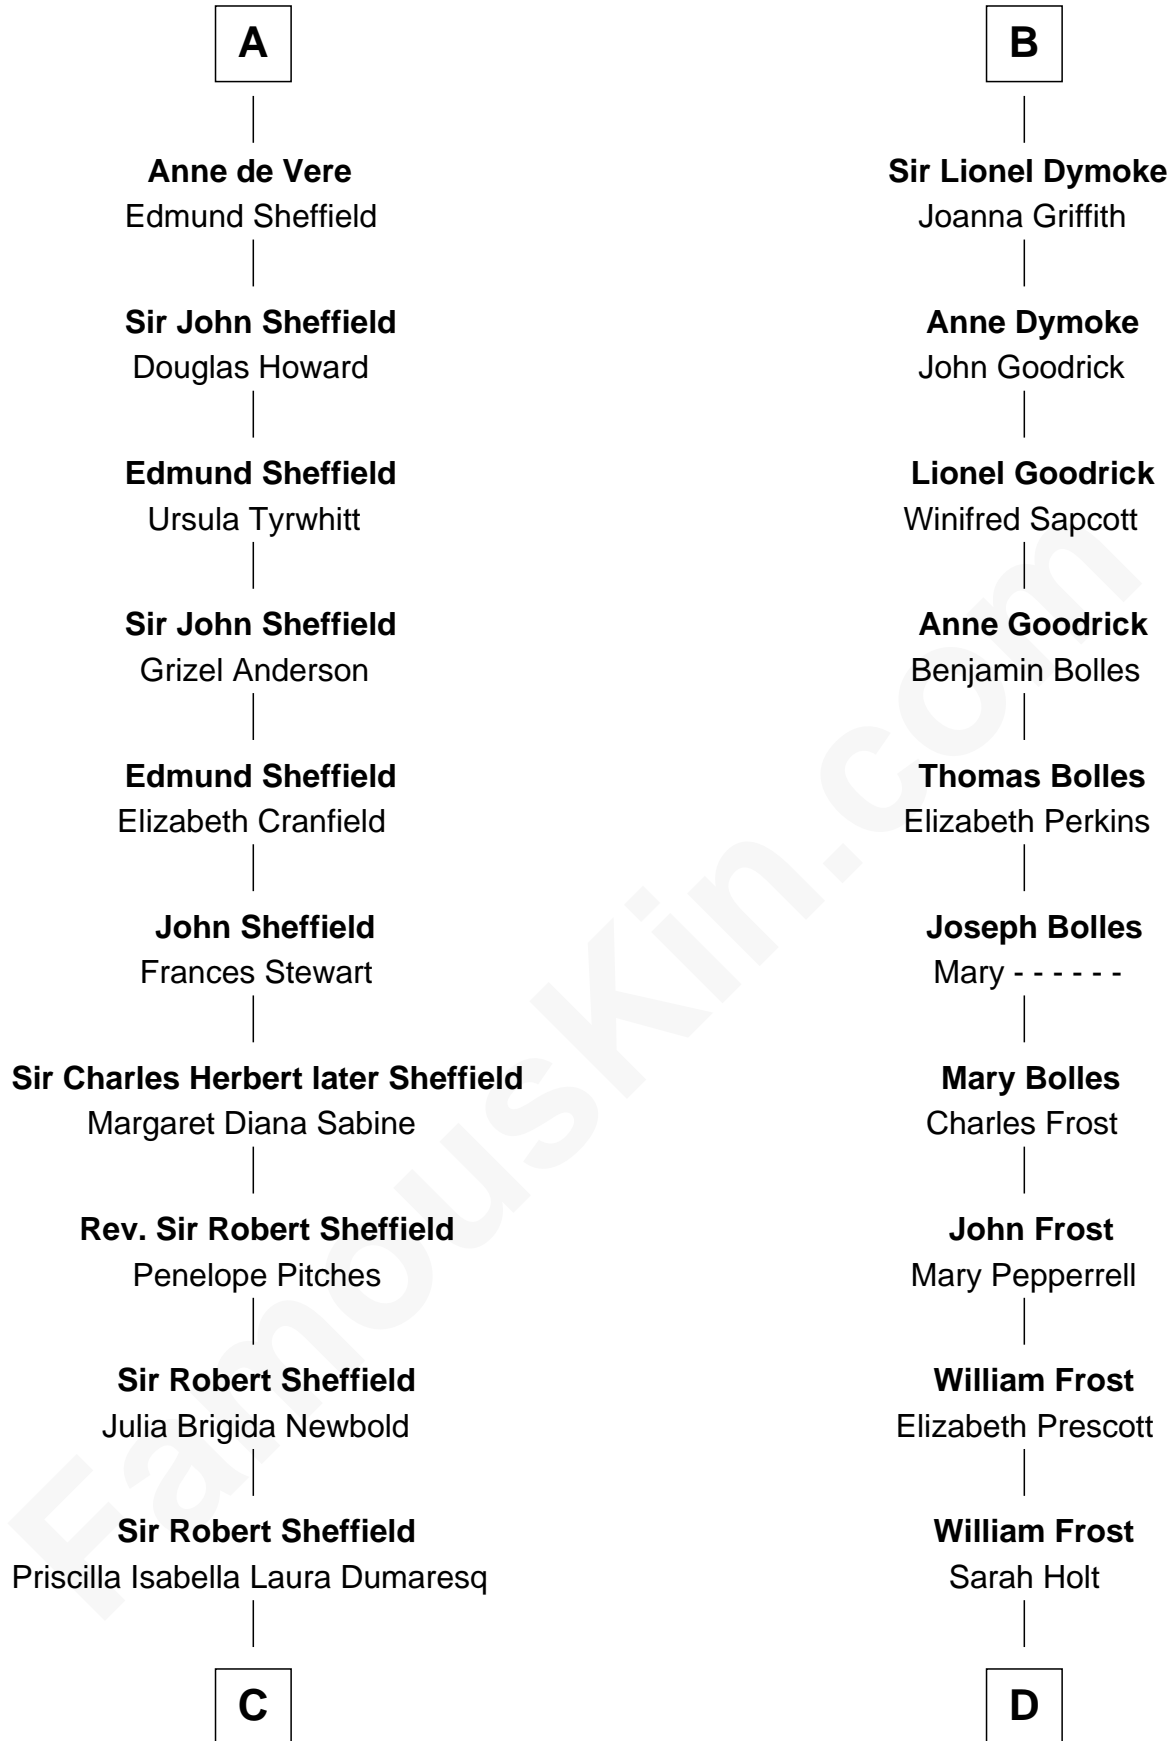 A
Anne de Vere
Edmund Sheffield
Sir John Sheffield
Douglas Howard
Edmund Sheffield
Ursula Tyrwhitt
Sir John Sheffield
Grizel Anderson
Edmund Sheffield
Elizabeth Cranfield
John Sheffield
Frances Stewart
Sir Charles Herbert later Sheffield
Margaret Diana Sabine
Rev. Sir Robert Sheffield
Penelope Pitches
Sir Robert Sheffield
Julia Brigida Newbold
Sir Robert Sheffield
Priscilla Isabella Laura Dumaresq
C
B
Sir Lionel Dymoke
Joanna Griffith
Anne Dymoke
John Goodrick
Lionel Goodrick
Winifred Sapcott
Anne Goodrick
Benjamin Bolles
Thomas Bolles
Elizabeth Perkins
Joseph Bolles
Mary - - - - - -
Mary Bolles
Charles Frost
John Frost
Mary Pepperrell
William Frost
Elizabeth Prescott
William Frost
Sarah Holt
D
FamousKin.com